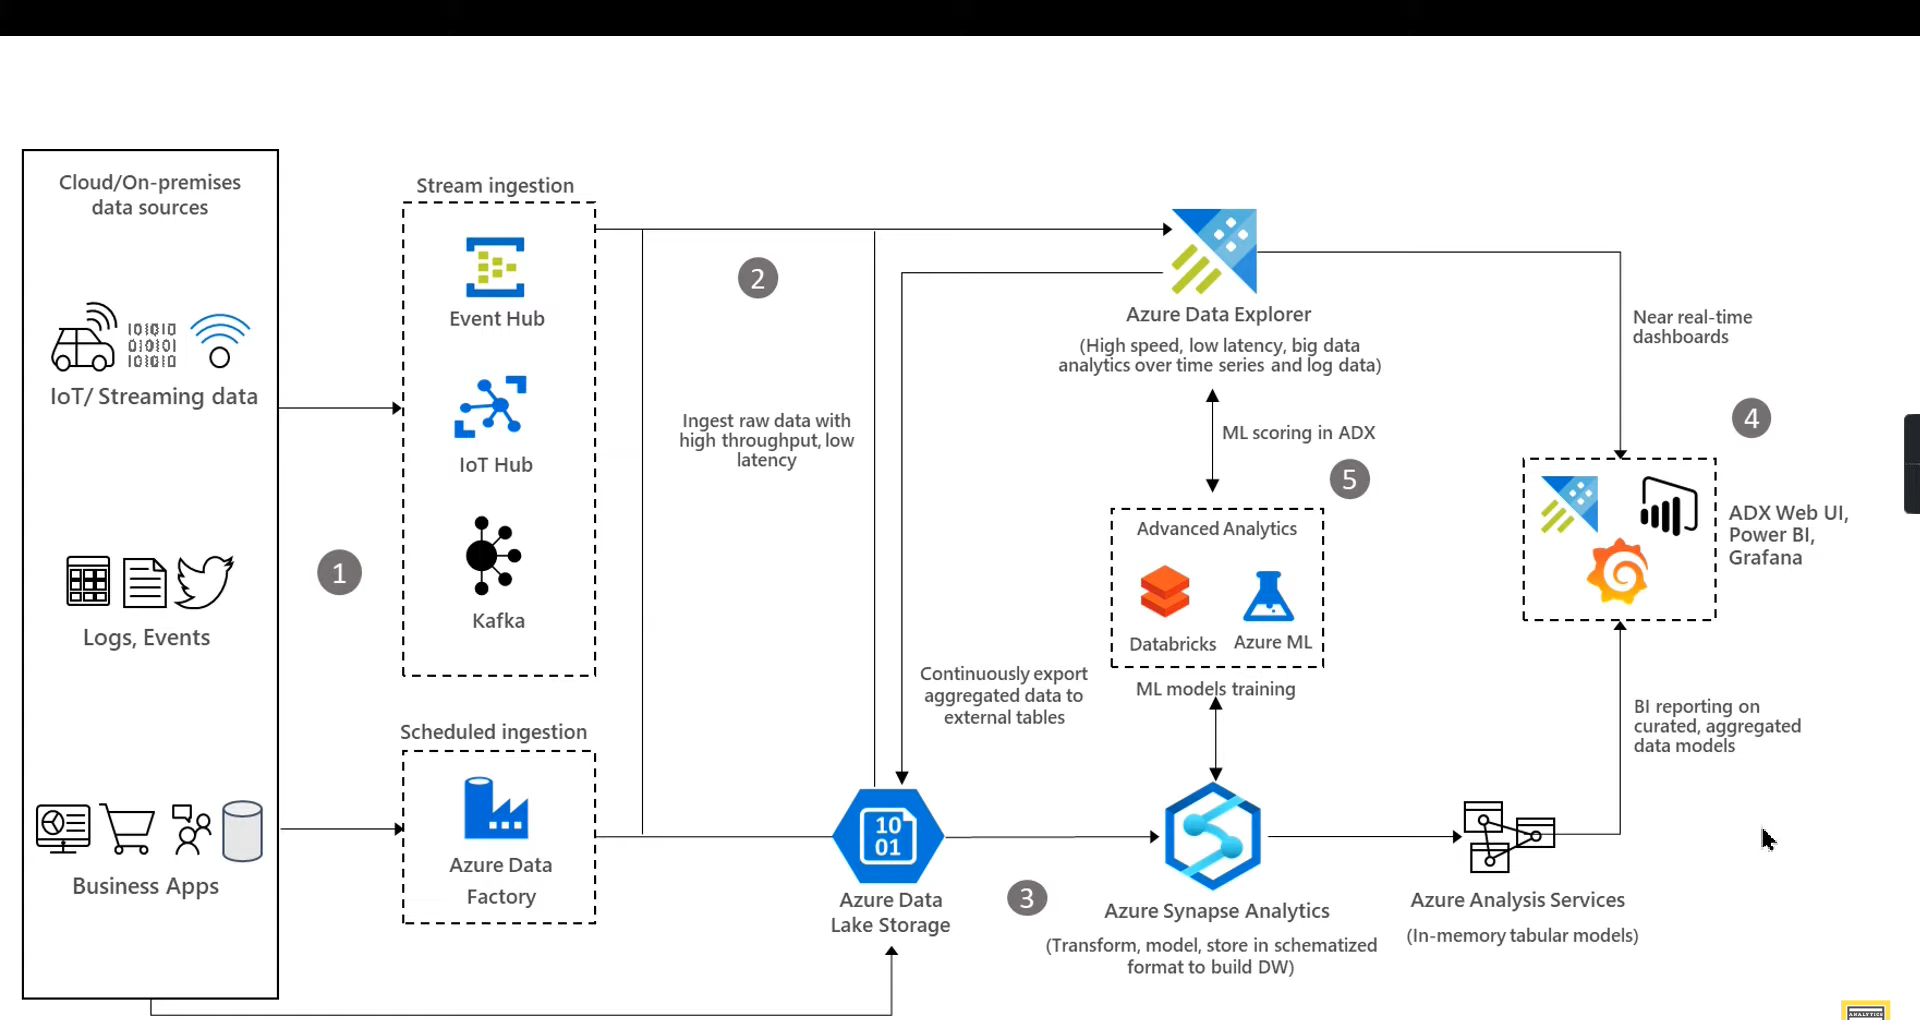 Cloud/On-premises
data sources
IoT/ Streaming data
Logs, Events
Business Apps
1
Stream ingestion
Event Hub
IoT Hub
Kafka
Scheduled ingestion
Azure Data
Factory
2
Ingest raw data with
high throughput, low
latency
Continuously export
aggregated data to
external tables
10
01
Azure Data
Lake Storage
3
Azure Data Explorer
(High speed, low latency, big data
analytics over time series and log data)
ML scoring in ADX
5
Advanced Analytics
Databricks
Azure ML
ML models training
Azure Synapse Analytics
(Transform, model, store in schematized
format to build DW)
Azure Analysis Services
(In-memory tabular models)
Near real-time
dashboards
4
ADX Web UI,
Power BI,
Grafana
BI reporting on
curated, aggregated
data models
ANALYTICS